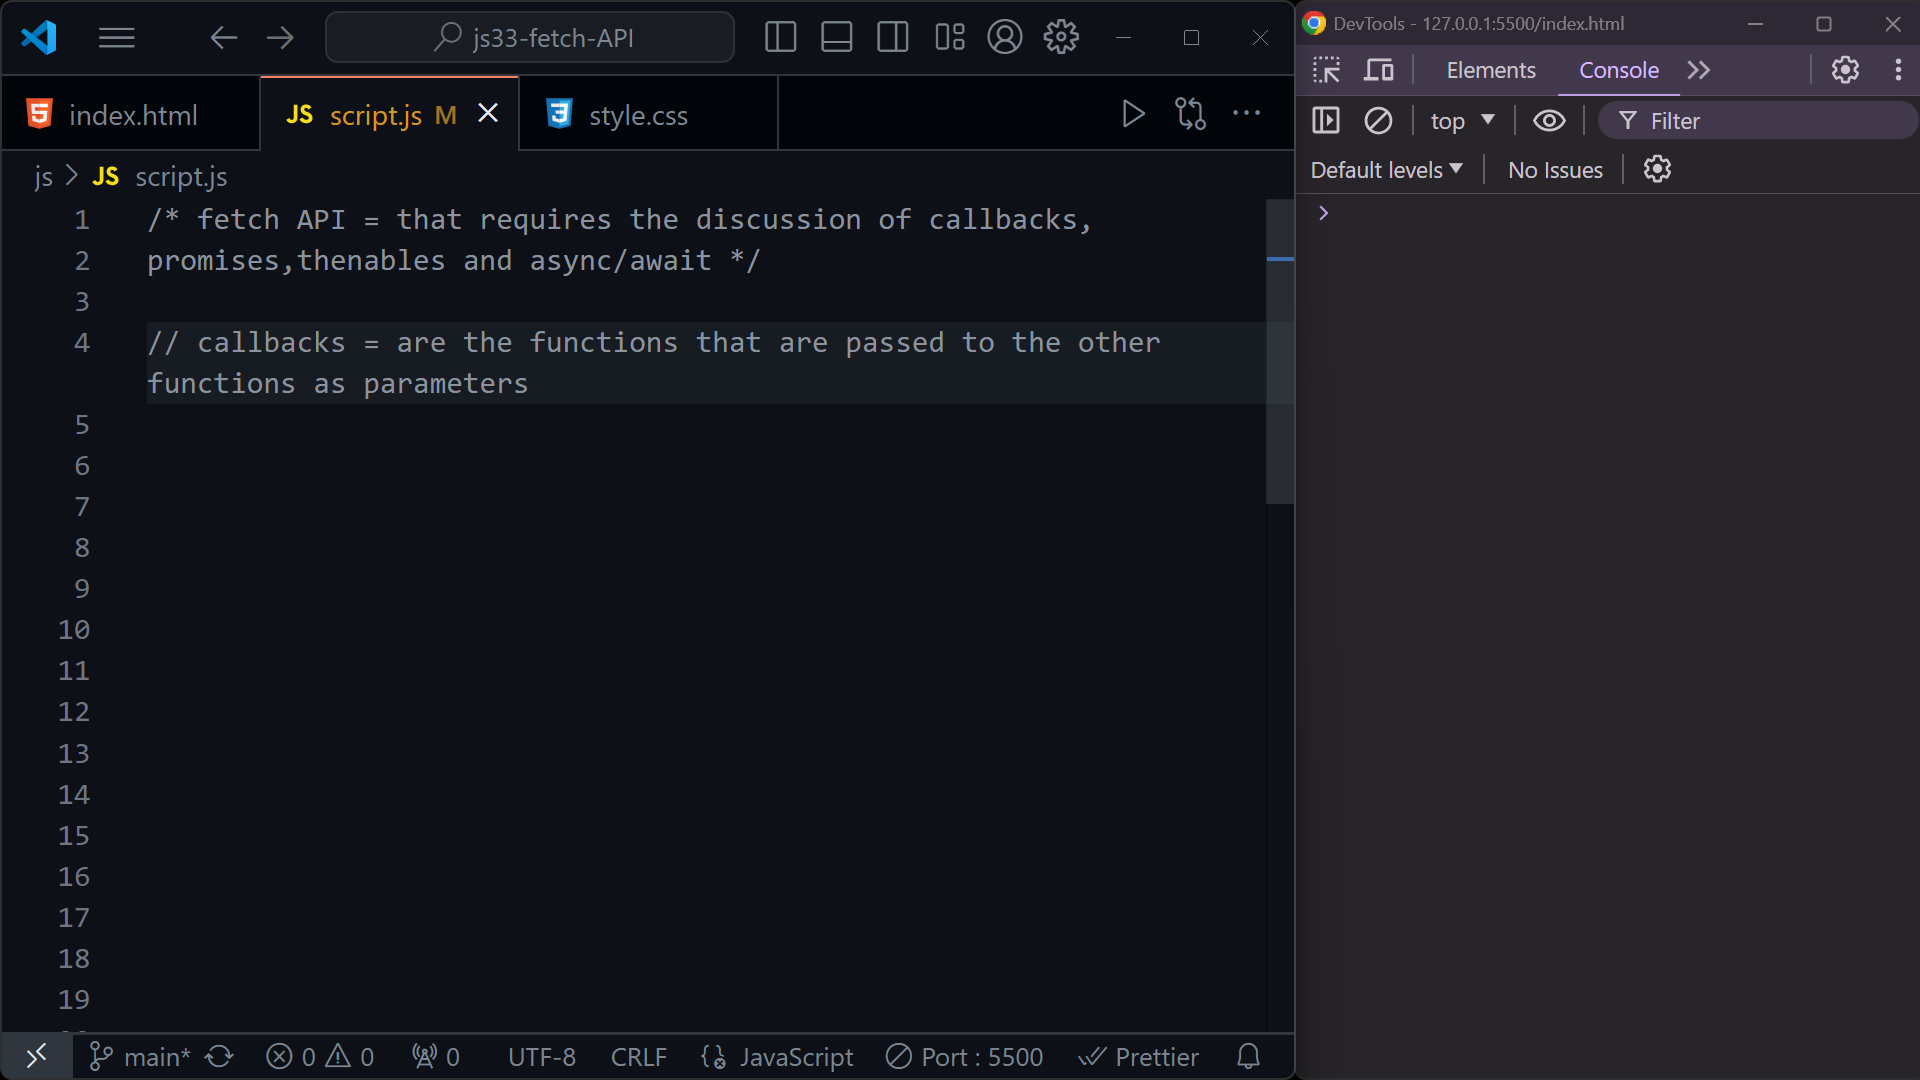 js33-fetch-API
index.html
JS script.js M
style.css
js > JS script.js
1 /* fetch API = that requires the discussion of callbacks,
2 promises,thenables and async/await */
3
4 // callbacks = are the functions that are passed to the other
functions as parameters
5
6
7
8
9
10
11
12
13
14
15
16
17
18
19
main* 0 0 0 UTF-8 CRLF JavaScript Port : 5500 Prettier
DevTools - 127.0.0.1:5500/index.html
Elements Console
top Filter
Default levels No Issues